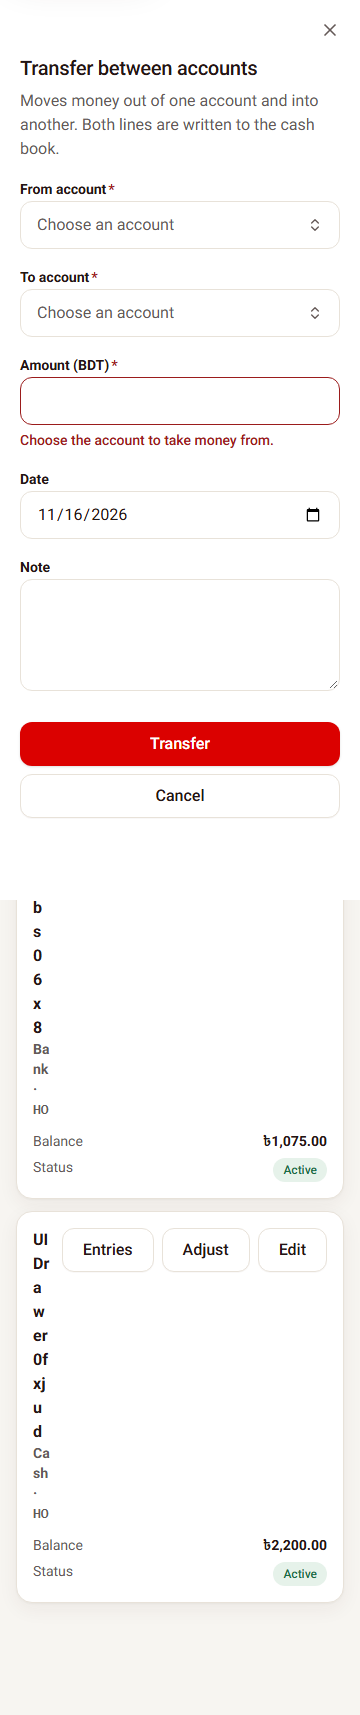 Transfer between accounts
Moves money out of one account and into
another. Both lines are written to the cash
book.
From account *
Choose an account
To account *
Choose an account
Amount (BDT) *
Choose the account to take money from.
Date
11/16/2026
Note
Transfer
Cancel
b
s
0
6
x
8
Ba
nk
·
HO
Balance ৳1,075.00
Status Active
UI Entries Adjust Edit
Dr
a
w
er
0f
xj
u
d
Ca
sh
·
HO
Balance ৳2,200.00
Status Active